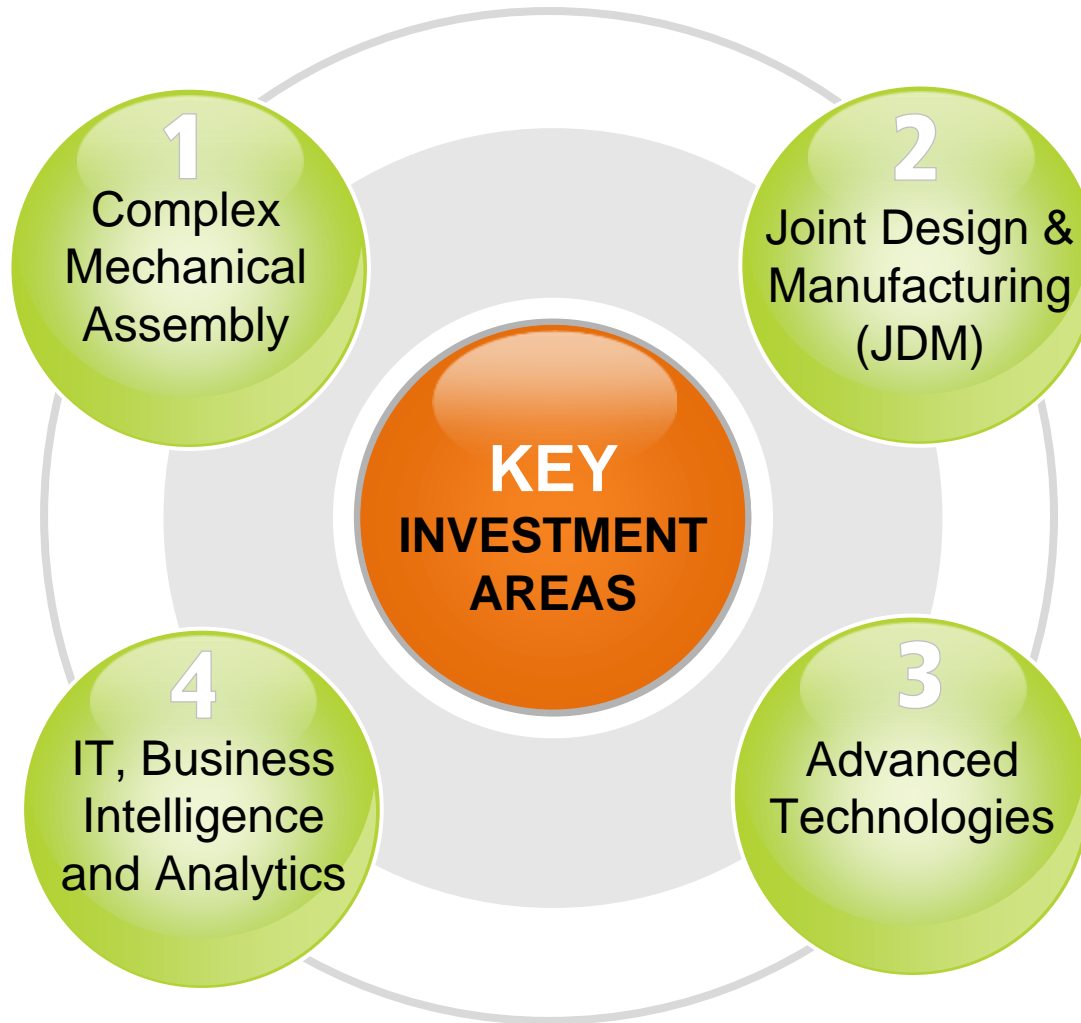 1
Complex
Mechanical
Assembly
2
Joint Design &
Manufacturing
(JDM)
KEY
INVESTMENT
AREAS
3
Advanced
Technologies
4
IT, Business
Intelligence
and Analytics